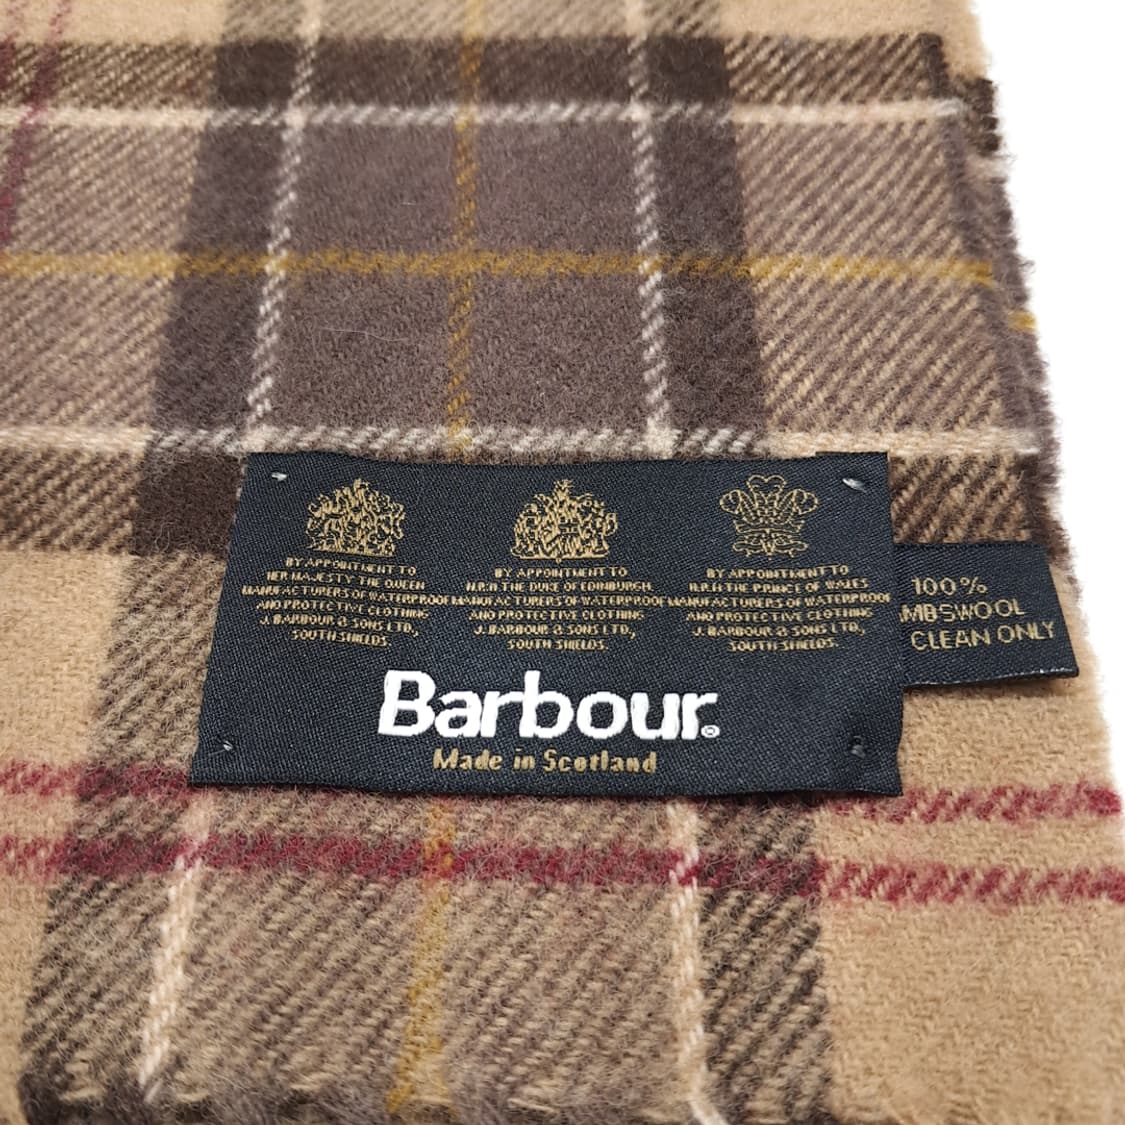 BY APPOINTMENT TO
HER MAJESTY THE QUEEN
MANUFACTURERS OF WATERPROOF
AND PROTECTIVE CLOTHING
J. BARBOUR & SONS LTD,
SOUTH SHIELDS.
BY APPOINTMENT TO
H.R.H THE DUKE OF EDINBURGH
MANUFACTURERS OF WATERPROOF
AND PROTECTIVE CLOTHING
J. BARBOUR & SONS LTD,
SOUTH SHIELDS.
BY APPOINTMENT TO
H.R.H THE PRINCE OF WALES
MANUFACTURERS OF WATERPROOF
AND PROTECTIVE CLOTHING
J. BARBOUR & SONS LTD,
SOUTH SHIELDS.
Barbour®
Made in Scotland
100%
MBSWOOL
CLEAN ONLY